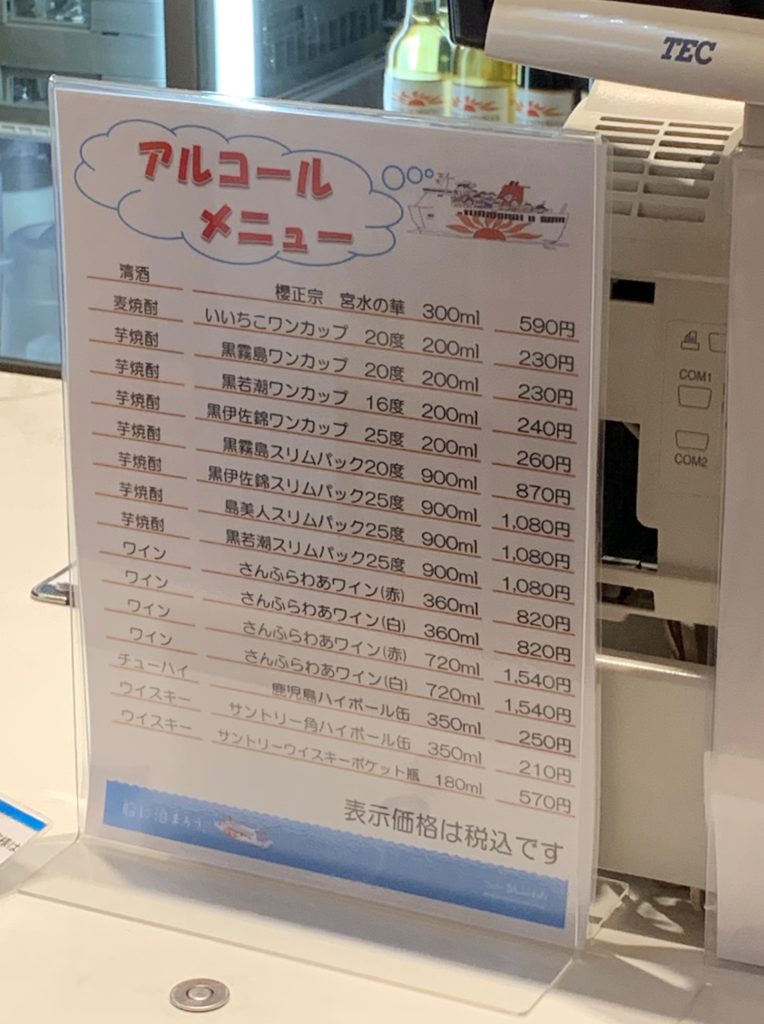 TEC
アルコール
メニュー
清酒 櫻正宗 宮水の華 300ml 590円
麦焼酎 いいちこワンカップ 20度 200ml 230円
芋焼酎 黒霧島ワンカップ 20度 200ml 230円
芋焼酎 黒若潮ワンカップ 16度 200ml 240円
芋焼酎 黒伊佐錦ワンカップ 25度 200ml 260円
芋焼酎 黒霧島スリムパック20度 900ml 870円
芋焼酎 黒伊佐錦スリムパック25度 900ml 1,080円
芋焼酎 島美人スリムパック25度 900ml 1,080円
芋焼酎 黒若潮スリムパック25度 900ml 1,080円
ワイン さんふらわあワイン(赤) 360ml 820円
ワイン さんふらわあワイン(白) 360ml 820円
ワイン さんふらわあワイン(赤) 720ml 1,540円
ワイン さんふらわあワイン(白) 720ml 1,540円
チューハイ 鹿児島ハイボール缶 350ml 250円
ウイスキー サントリー角ハイボール缶 350ml 210円
ウイスキー サントリーウイスキーポケット瓶 180ml 570円
表示価格は税込です
船に泊まろう。
COM1
COM2